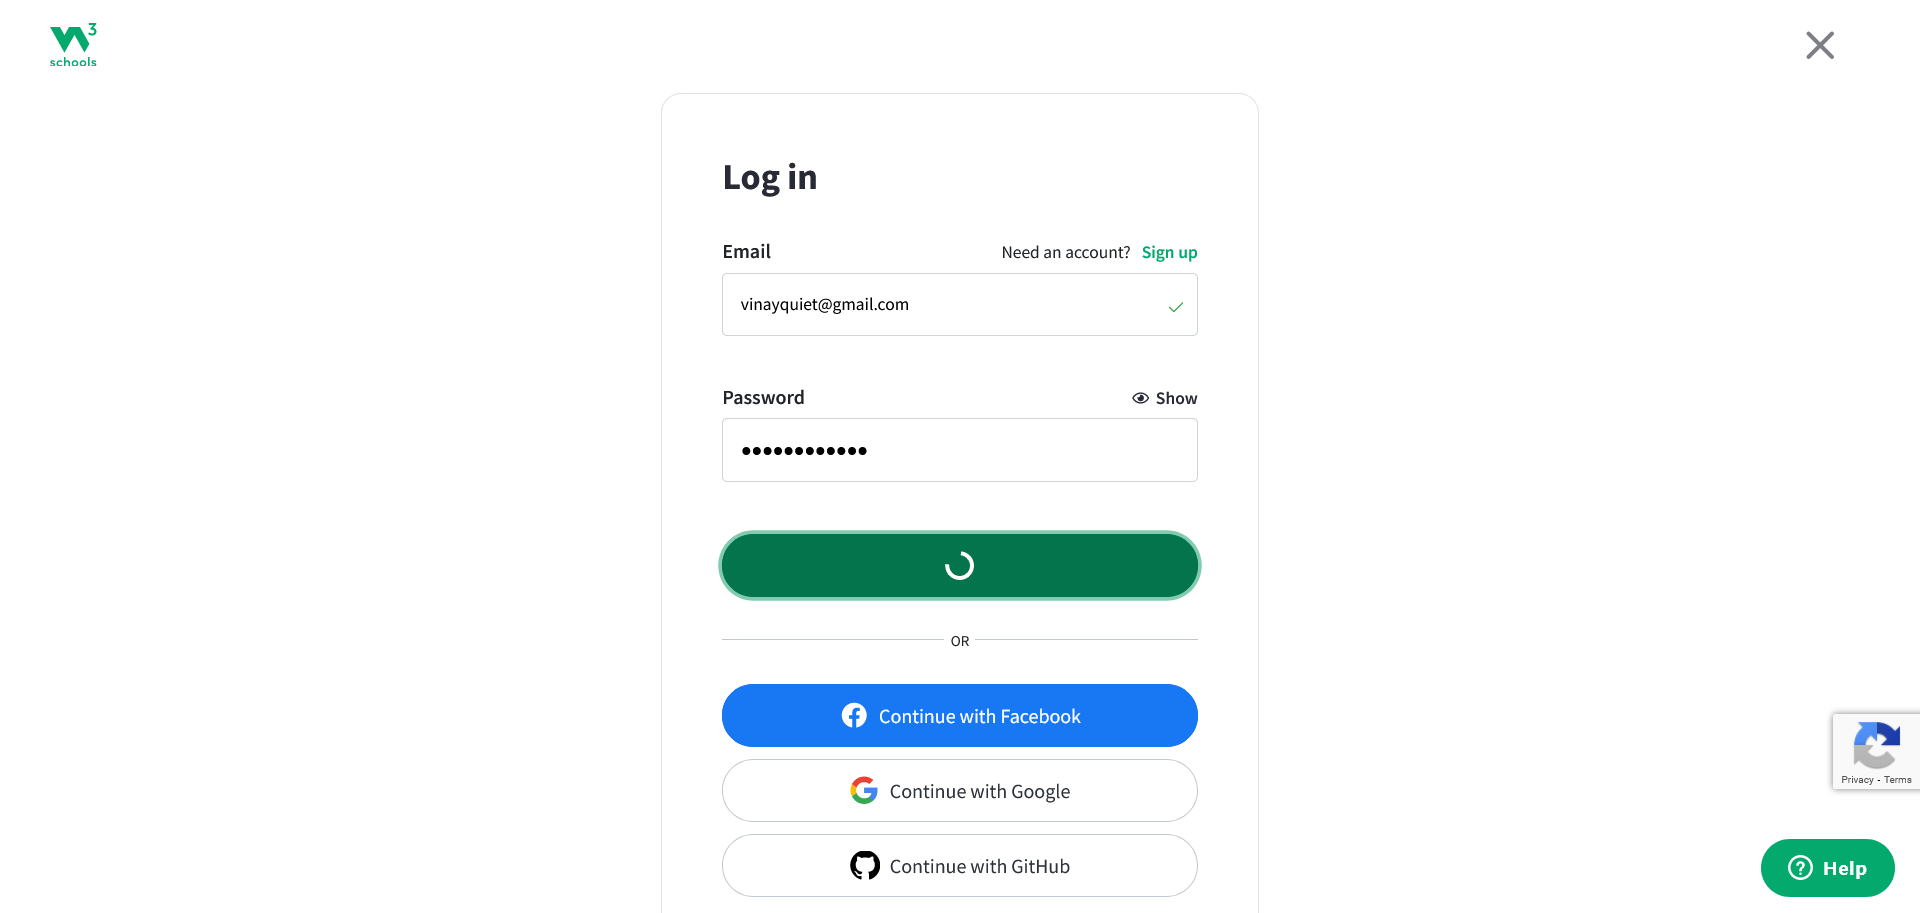 3
schools
Log in
Email
Need an account? Sign up
vinayquiet@gmail.com
Password
Show
OR
Continue with Facebook
Continue with Google
Continue with GitHub
Privacy - Terms
Help